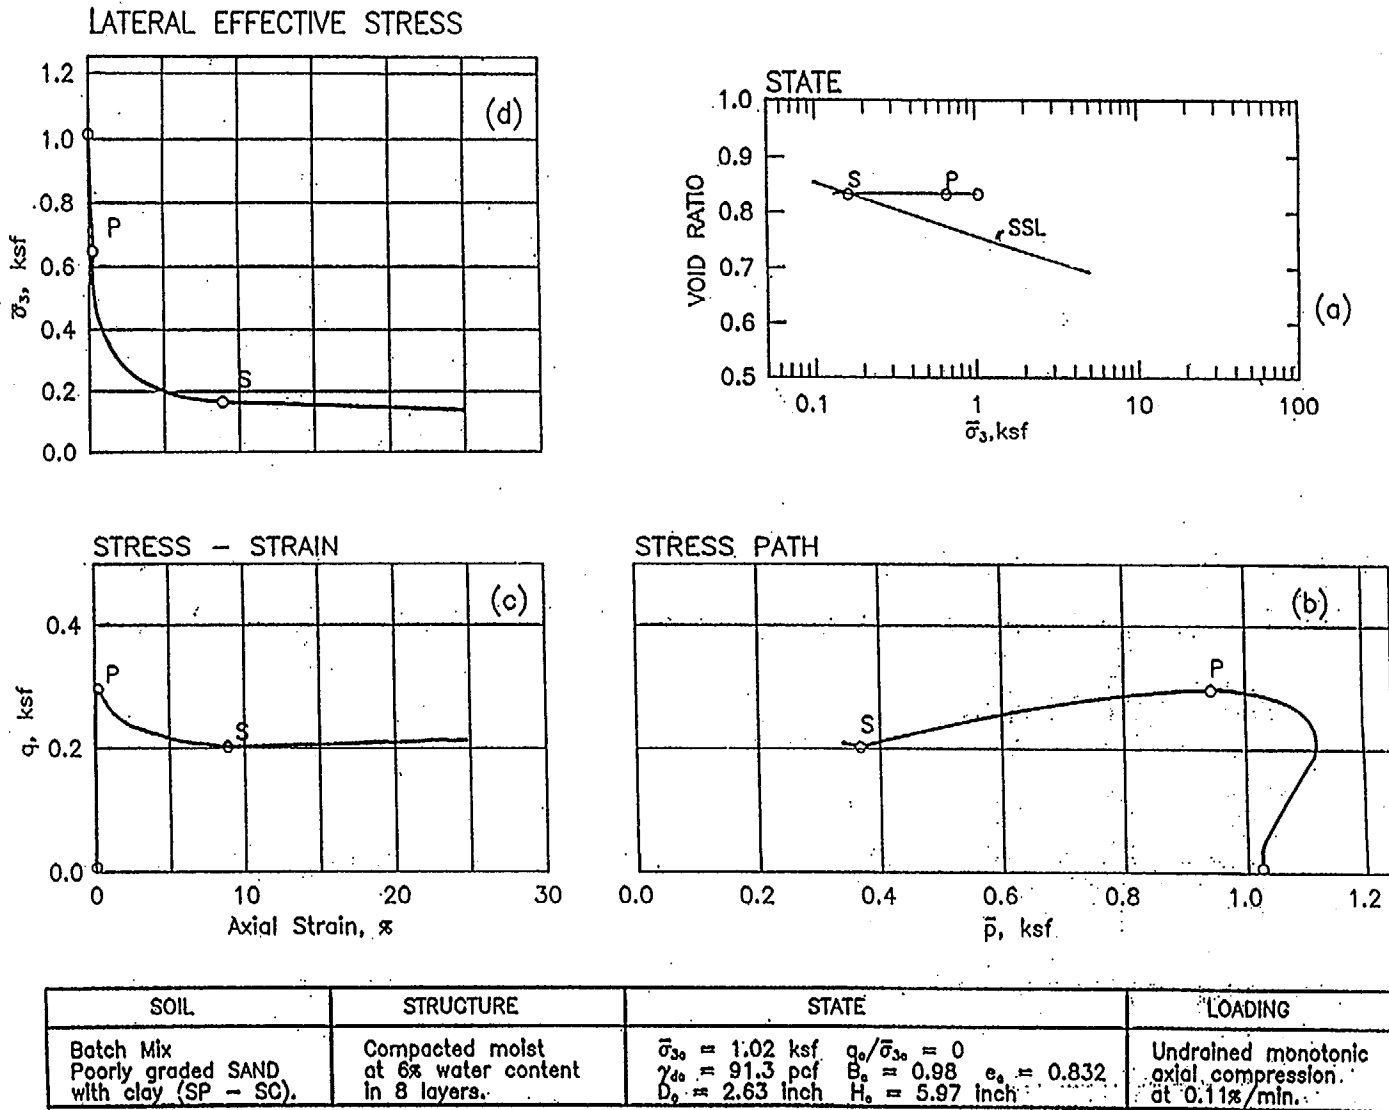 LATERAL EFFECTIVE STRESS
1.2
1.0
0.8
0.6
0.4
0.2
0.0
σ̄₃, ksf
P
S
(d)
STATE
1.0
0.9
0.8
0.7
0.6
0.5
VOID RATIO
S
P
SSL
(a)
0.1
1
10
100
σ̄₃,ksf
STRESS - STRAIN
0.4
0.2
0.0
q, ksf
P
S
(c)
0
10
20
30
Axial Strain, %
STRESS PATH
S
P
(b)
0.0
0.2
0.4
0.6
0.8
1.0
1.2
p̄, ksf
SOIL
Batch Mix
Poorly graded SAND
with clay (SP - SC).
STRUCTURE
Compacted moist
at 6% water content
in 8 layers.
STATE
σ̄₃ₒ = 1.02 ksf qₒ/σ̄₃ₒ = 0
γdₒ = 91.3 pcf Bₒ = 0.98 eₒ = 0.832
Dₒ = 2.63 inch Hₒ = 5.97 inch
LOADING
Undrained monotonic
axial compression
at 0.11%/min.